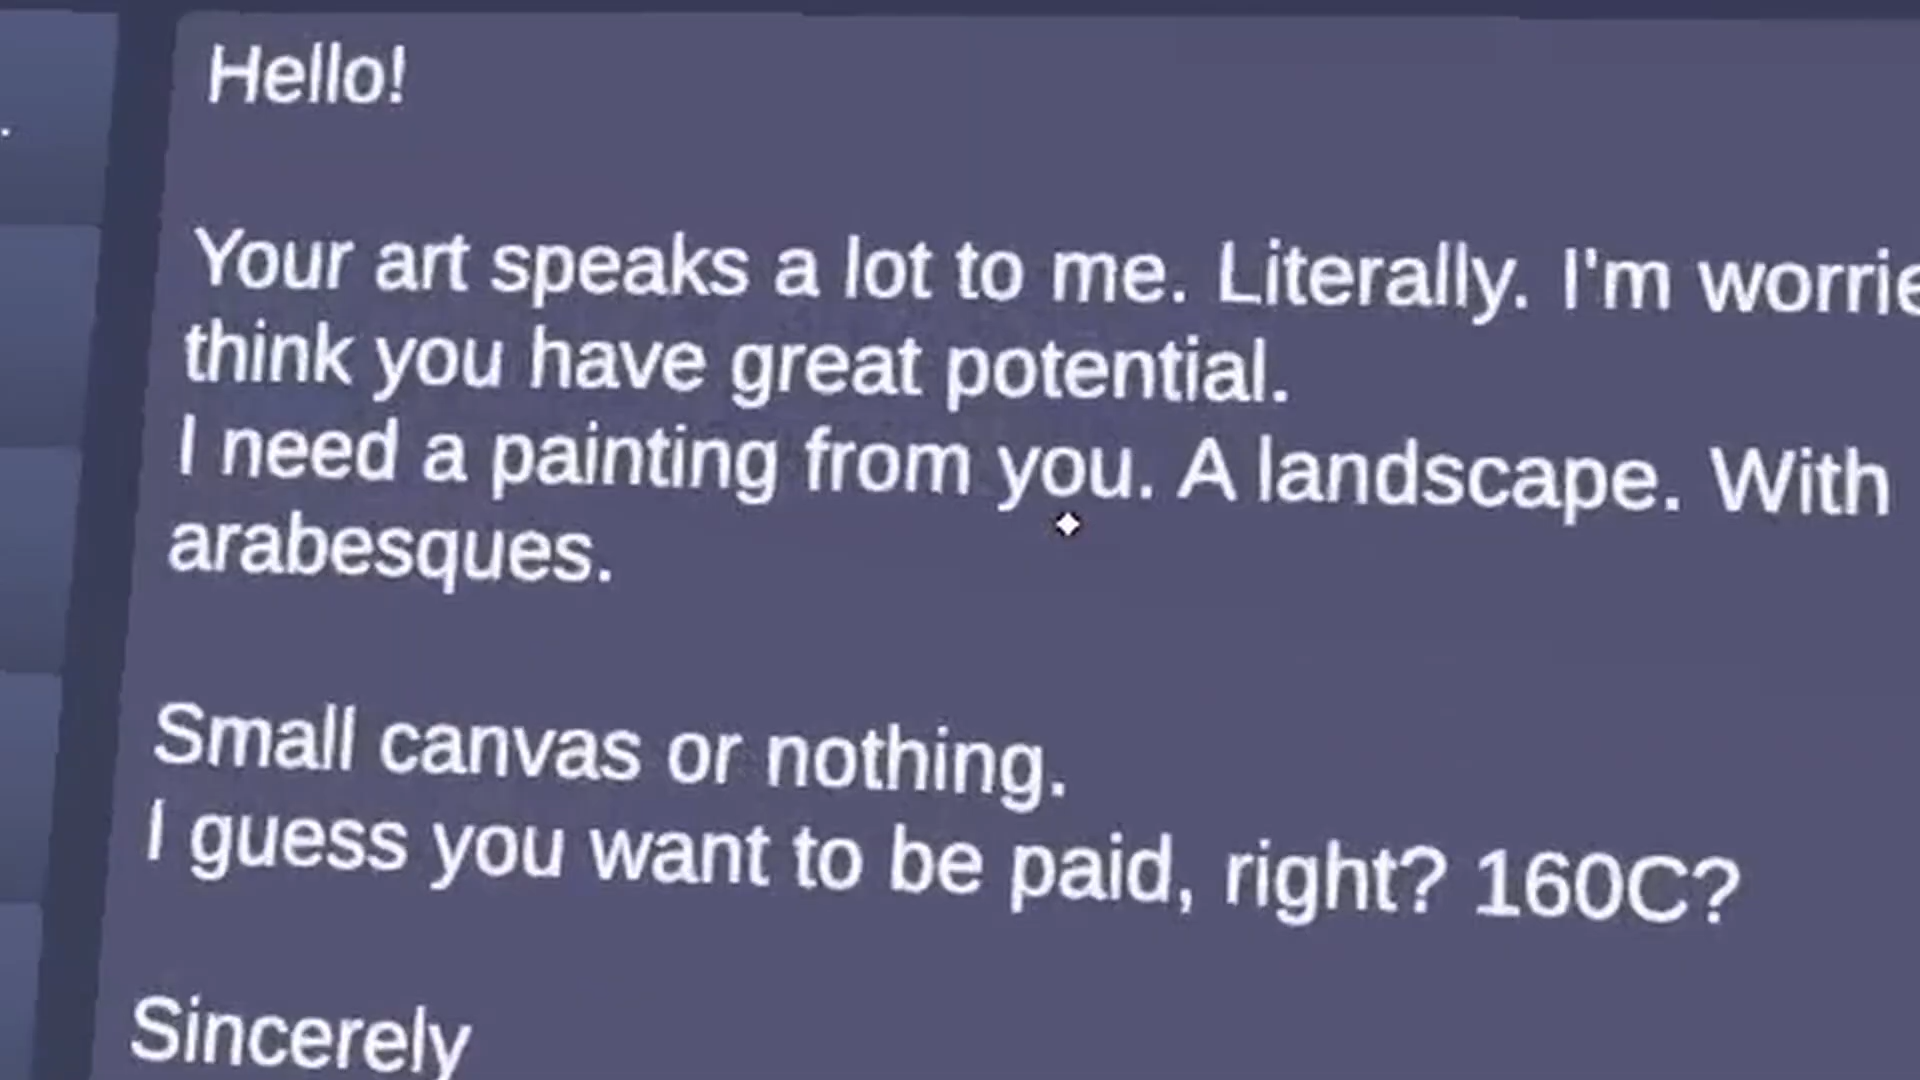 Hello!
Your art speaks a lot to me. Literally. I'm
think you have great potential.
I need a painting from you. A landscape. With
arabesques.
Small canvas or nothing.
I guess you want to be paid, right? 160C?
Sincerely